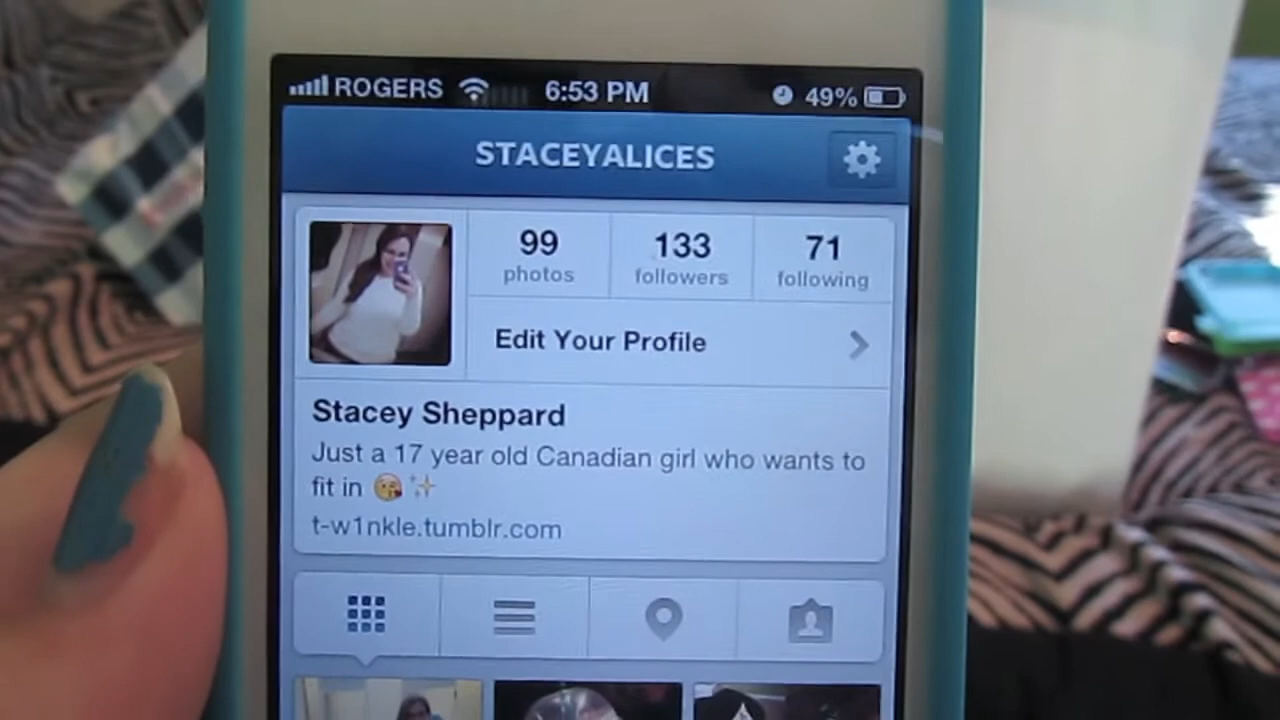 ROGERS 6:53 PM 49%
STACEYALICES
99 133 71
photos followers following
Edit Your Profile
Stacey Sheppard
Just a 17 year old Canadian girl who wants to
fit in 😘 ✨
t-w1nkle.tumblr.com